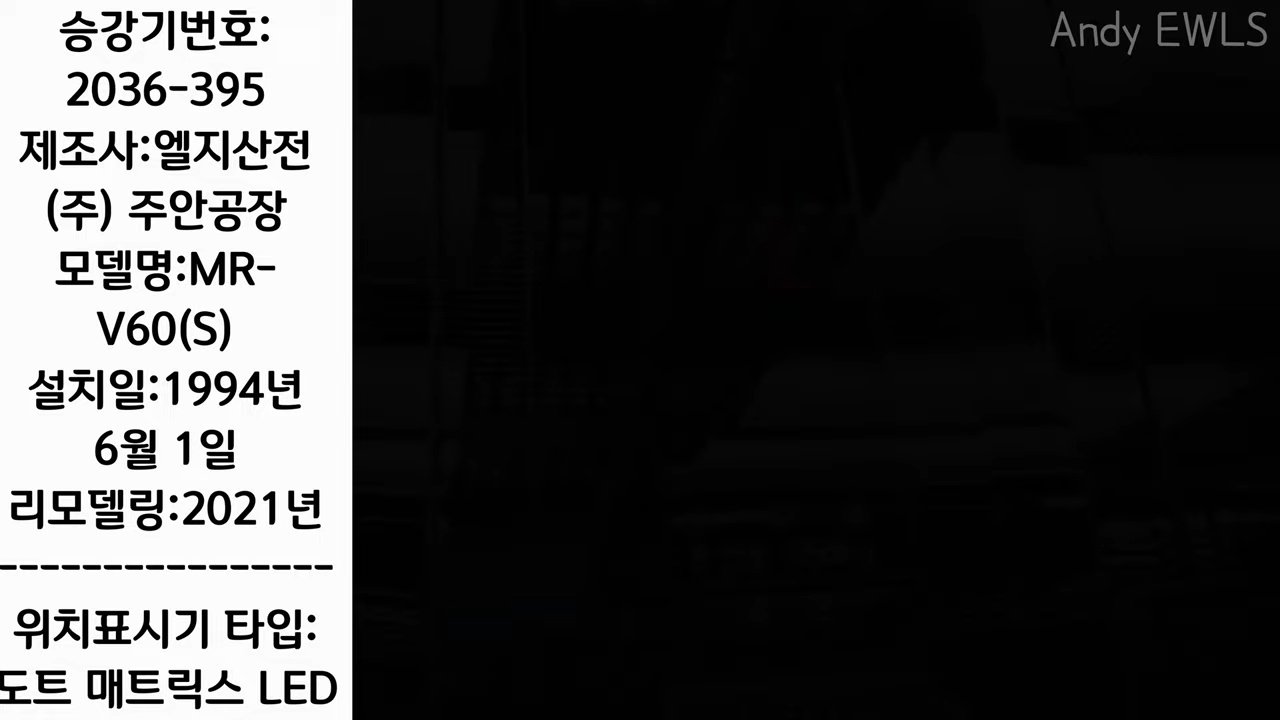 승강기번호:
2036-395
제조사:엘지산전
(주) 주안공장
모델명:MR-
V60(S)
설치일:1994년
6월 1일
리모델링:2021년
----------------
위치표시기 타입:
도트 매트릭스 LED
Andy EWLS